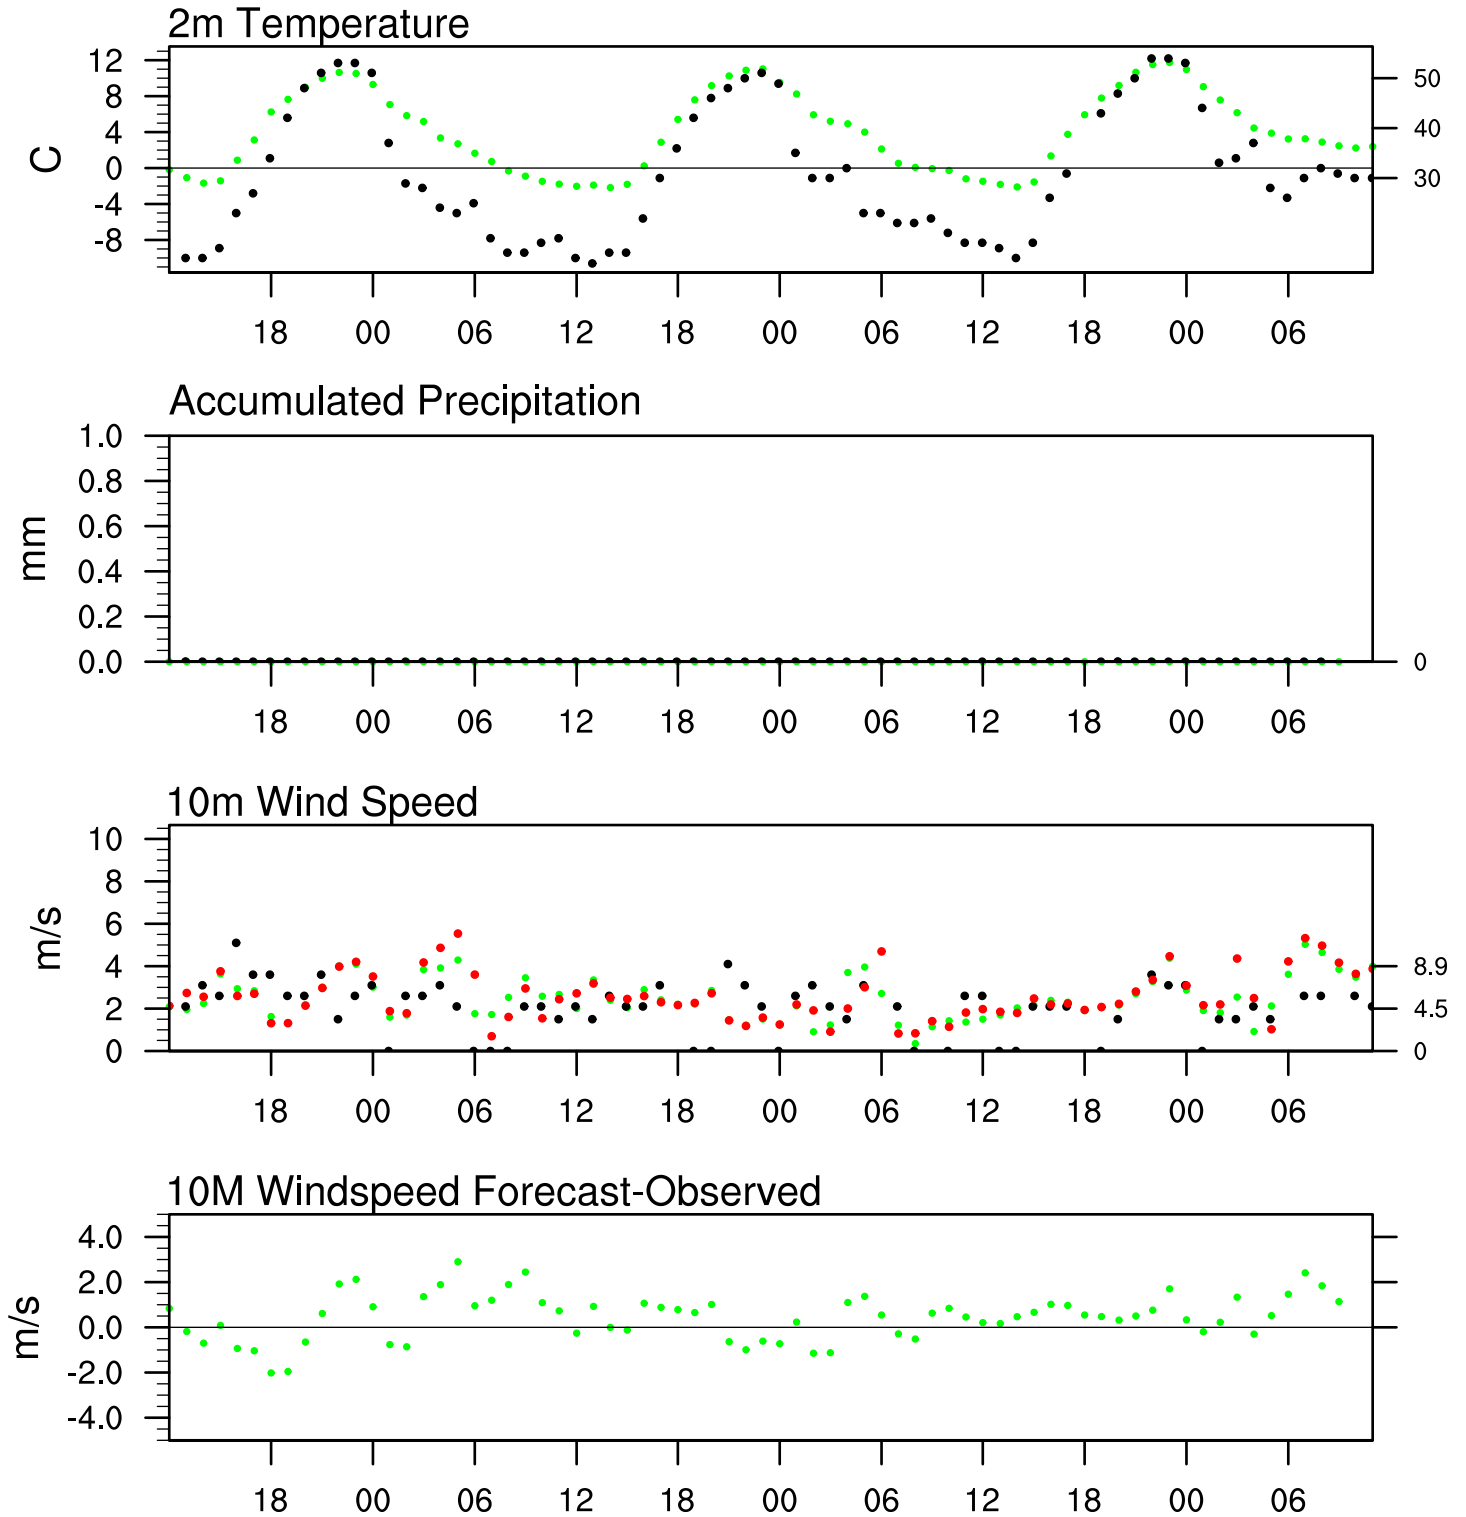 2m Temperature
12
8
4
0
-4
-8
C
50
40
30
18 00 06 12 18 00 06 12 18 00 06
Accumulated Precipitation
1.0
0.8
0.6
0.4
0.2
0.0
mm
0
18 00 06 12 18 00 06 12 18 00 06
10m Wind Speed
10
8
6
4
2
0
m/s
8.9
4.5
0
18 00 06 12 18 00 06 12 18 00 06
10M Windspeed Forecast-Observed
4.0
2.0
0.0
-2.0
-4.0
m/s
18 00 06 12 18 00 06 12 18 00 06